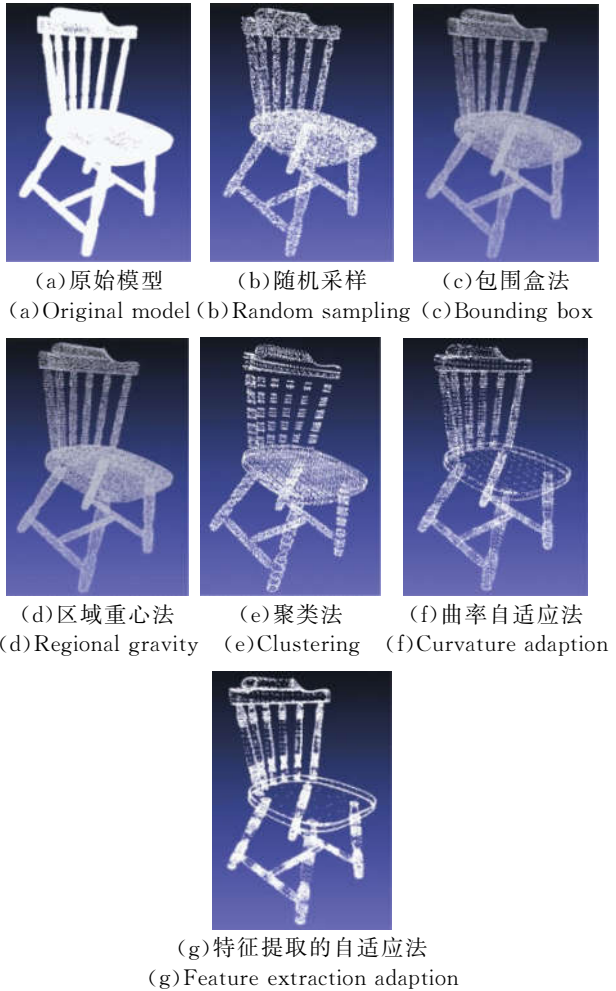 (a)原始模型 (b)随机采样 (c)包围盒法
(a)Original model (b)Random sampling (c)Bounding box
(d)区域重心法 (e)聚类法 (f)曲率自适应法
(d)Regional gravity (e)Clustering (f)Curvature adaption
(g)特征提取的自适应法
(g)Feature extraction adaption